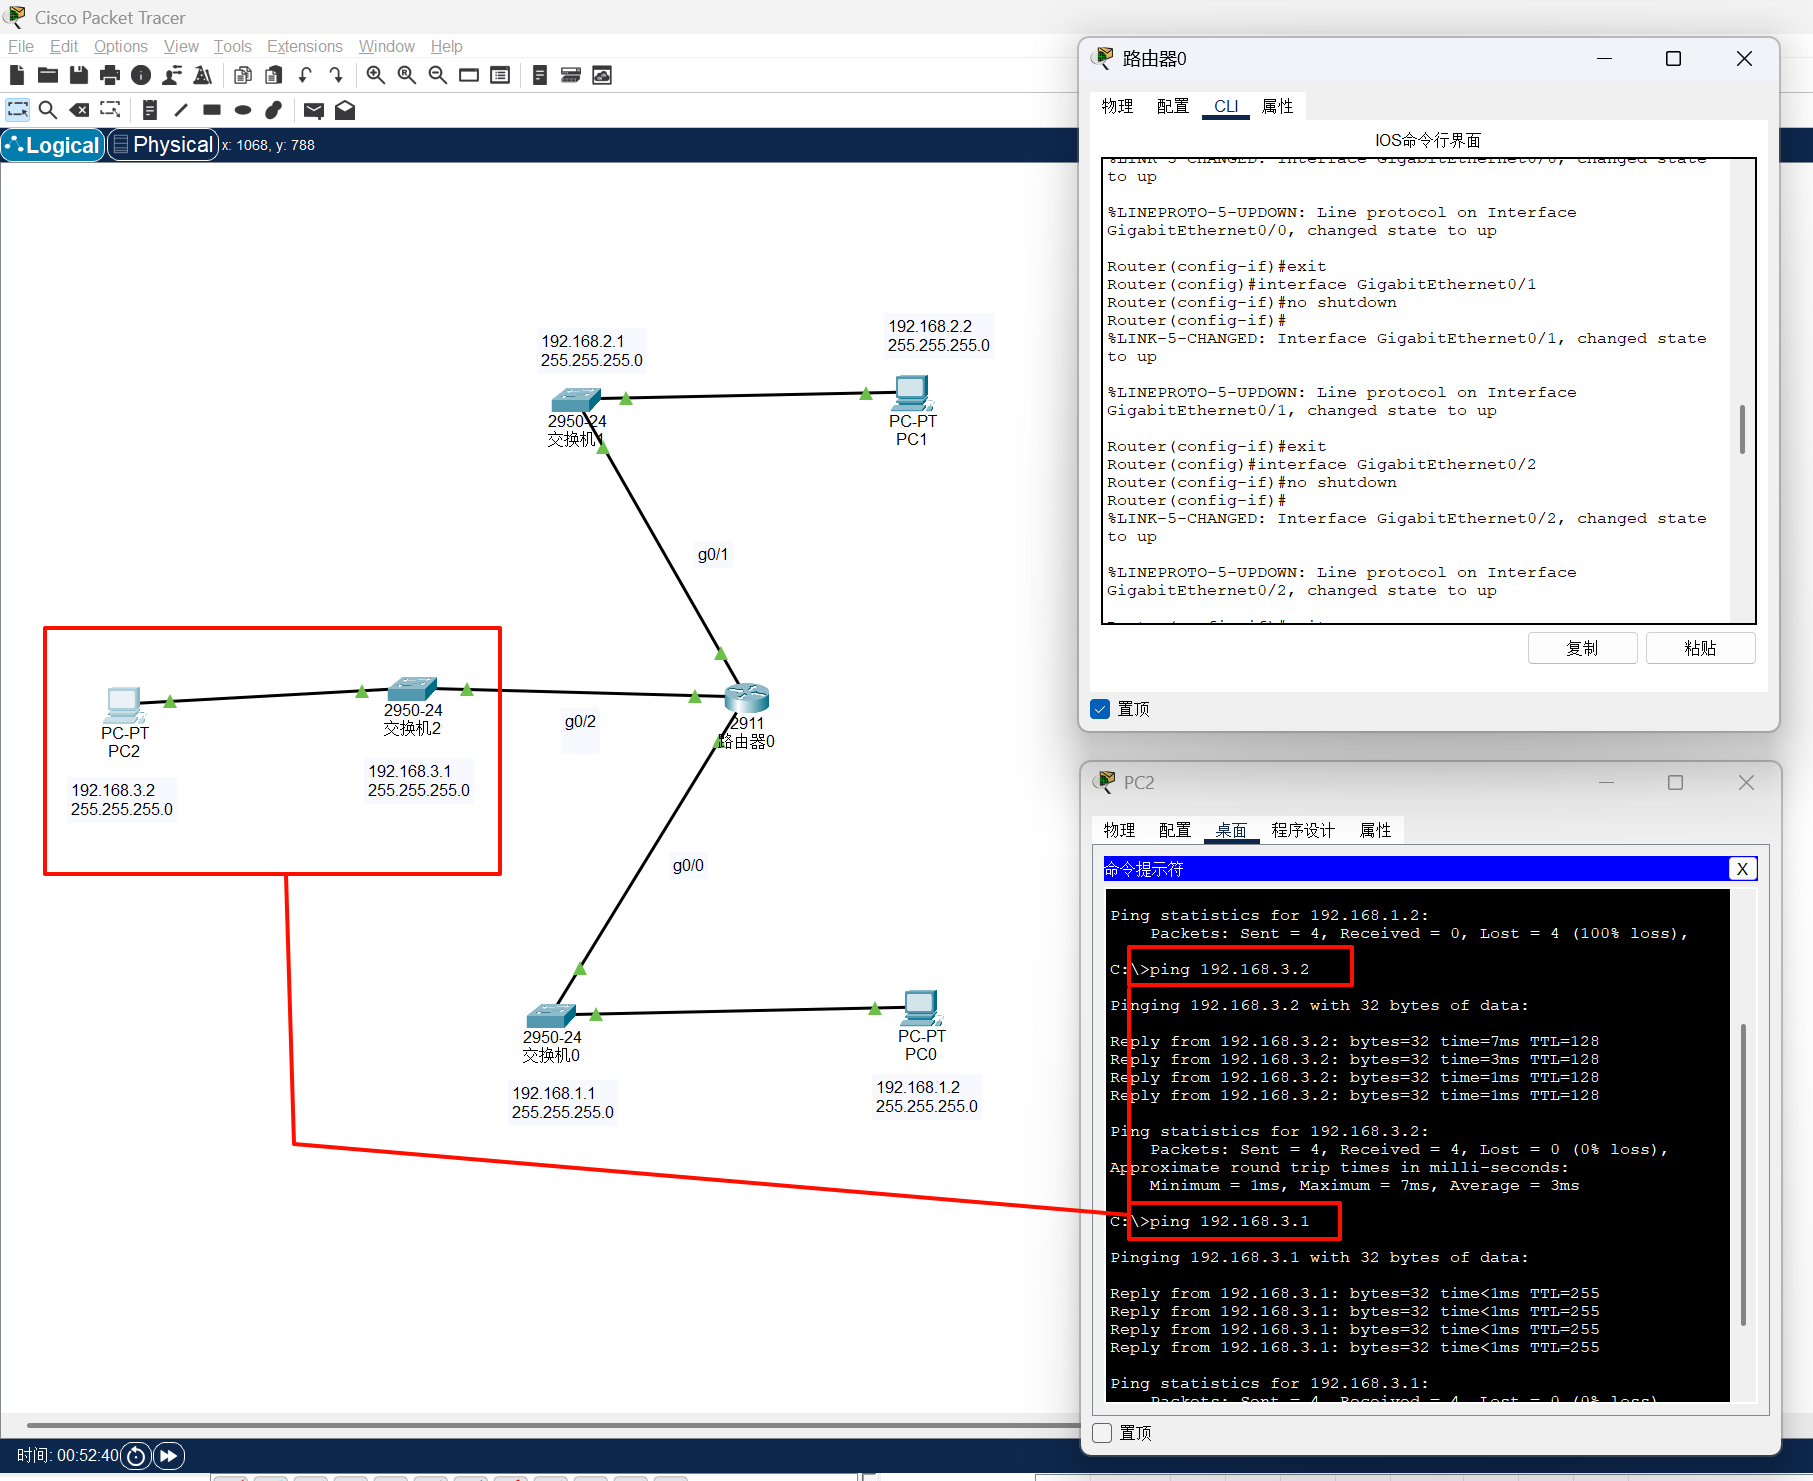 Cisco Packet Tracer
File Edit Options View Tools Extensions Window Help
Logical Physical x: 1068, y: 788
192.168.2.1
255.255.255.0
192.168.2.2
255.255.255.0
2950-24
交换机1
PC-PT
PC1
g0/1
PC-PT
PC2
2950-24
交换机2
g0/2
2911
路由器0
192.168.3.2
255.255.255.0
192.168.3.1
255.255.255.0
g0/0
2950-24
交换机0
PC-PT
PC0
192.168.1.1
255.255.255.0
192.168.1.2
255.255.255.0
时间: 00:52:40
路由器0
物理 配置 CLI 属性
IOS命令行界面
%LINK-5-CHANGED: Interface GigabitEthernet0/0, changed state
to up
%LINEPROTO-5-UPDOWN: Line protocol on Interface
GigabitEthernet0/0, changed state to up
Router(config-if)#exit
Router(config)#interface GigabitEthernet0/1
Router(config-if)#no shutdown
Router(config-if)#
%LINK-5-CHANGED: Interface GigabitEthernet0/1, changed state
to up
%LINEPROTO-5-UPDOWN: Line protocol on Interface
GigabitEthernet0/1, changed state to up
Router(config-if)#exit
Router(config)#interface GigabitEthernet0/2
Router(config-if)#no shutdown
Router(config-if)#
%LINK-5-CHANGED: Interface GigabitEthernet0/2, changed state
to up
%LINEPROTO-5-UPDOWN: Line protocol on Interface
GigabitEthernet0/2, changed state to up
复制 粘贴
置顶
PC2
物理 配置 桌面 程序设计 属性
命令提示符 X
Ping statistics for 192.168.1.2:
Packets: Sent = 4, Received = 0, Lost = 4 (100% loss),
C:\>ping 192.168.3.2
Pinging 192.168.3.2 with 32 bytes of data:
Reply from 192.168.3.2: bytes=32 time=7ms TTL=128
Reply from 192.168.3.2: bytes=32 time=3ms TTL=128
Reply from 192.168.3.2: bytes=32 time=1ms TTL=128
Reply from 192.168.3.2: bytes=32 time=1ms TTL=128
Ping statistics for 192.168.3.2:
Packets: Sent = 4, Received = 4, Lost = 0 (0% loss),
Approximate round trip times in milli-seconds:
Minimum = 1ms, Maximum = 7ms, Average = 3ms
C:\>ping 192.168.3.1
Pinging 192.168.3.1 with 32 bytes of data:
Reply from 192.168.3.1: bytes=32 time<1ms TTL=255
Reply from 192.168.3.1: bytes=32 time<1ms TTL=255
Reply from 192.168.3.1: bytes=32 time<1ms TTL=255
Reply from 192.168.3.1: bytes=32 time<1ms TTL=255
Ping statistics for 192.168.3.1:
Packets: Sent = 4, Received = 4, Lost = 0 (0% loss),
置顶